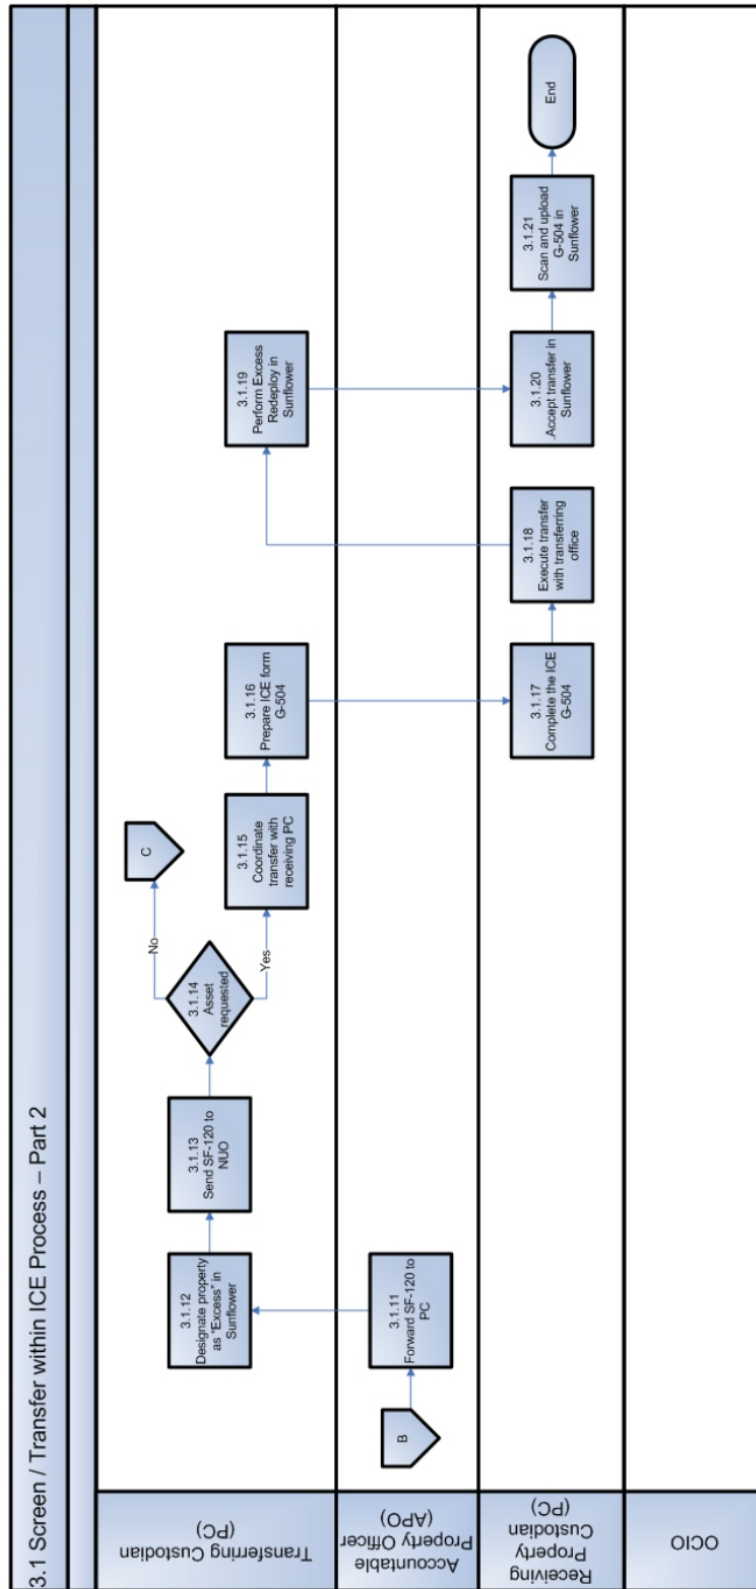 3.1 Screen / Transfer within ICE Process – Part 2
Transferring Custodian
(PC)
3.1.12
Designate property
as "Excess" in
Sunflower
3.1.13
Send SF-120 to
NUO
3.1.14
Asset
requested
No
C
Yes
3.1.15
Coordinate
transfer with
receiving PC
3.1.16
Prepare ICE form
G-504
3.1.19
Perform Excess
Redeploy in
Sunflower
Accountable
Property Officer
(APO)
B
3.1.11
Forward SF-120 to
PC
Receiving
Property
Custodian
(PC)
3.1.17
Complete the ICE
G-504
3.1.18
Execute transfer
with transferring
office
3.1.20
.Accept transfer in
Sunflower
3.1.21
Scan and upload
G-504 in
Sunflower
End
OCIO